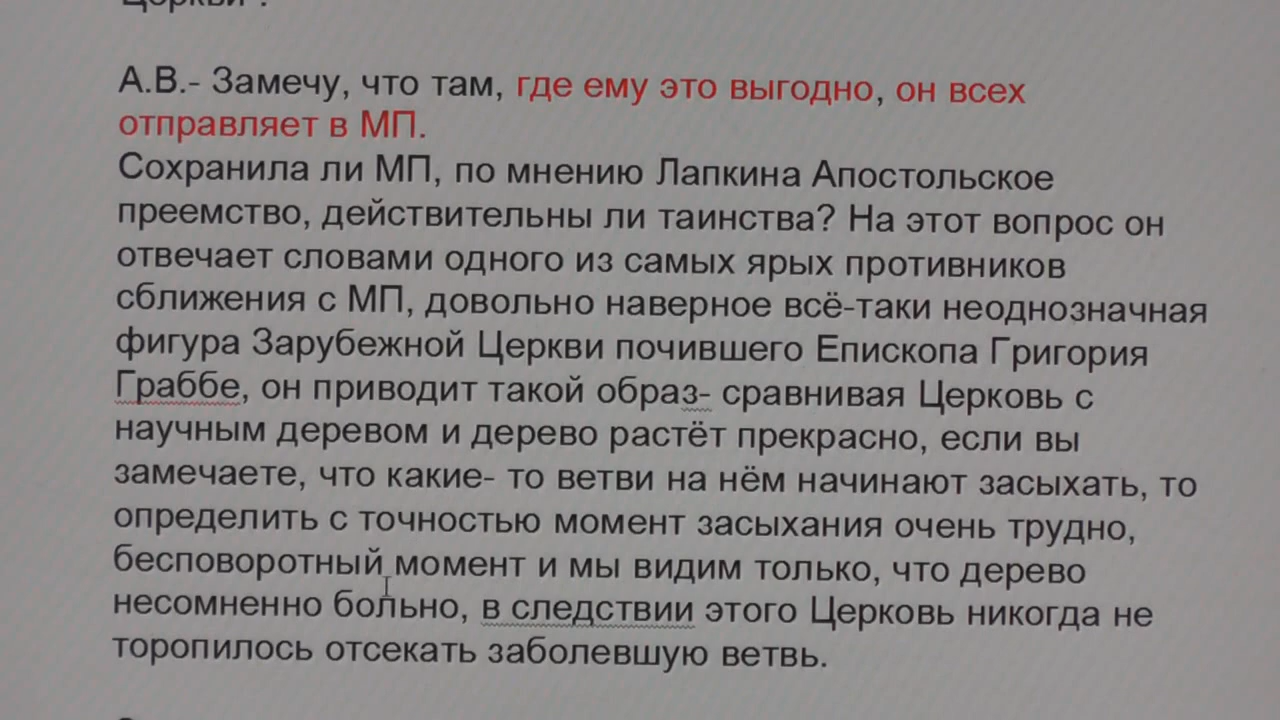 Церкви".
А.В.- Замечу, что там, где ему это выгодно, он всех
отправляет в МП.
Сохранила ли МП, по мнению Лапкина Апостольское
преемство, действительны ли таинства? На этот вопрос он
отвечает словами одного из самых ярых противников
сближения с МП, довольно наверное всё-таки неоднозначная
фигура Зарубежной Церкви почившего Епископа Григория
Граббе, он приводит такой образ- сравнивая Церковь с
научным деревом и дерево растёт прекрасно, если вы
замечаете, что какие- то ветви на нём начинают засыхать, то
определить с точностью момент засыхания очень трудно,
бесповоротный момент и мы видим только, что дерево
несомненно больно, в следствии этого Церковь никогда не
торопилось отсекать заболевшую ветвь.